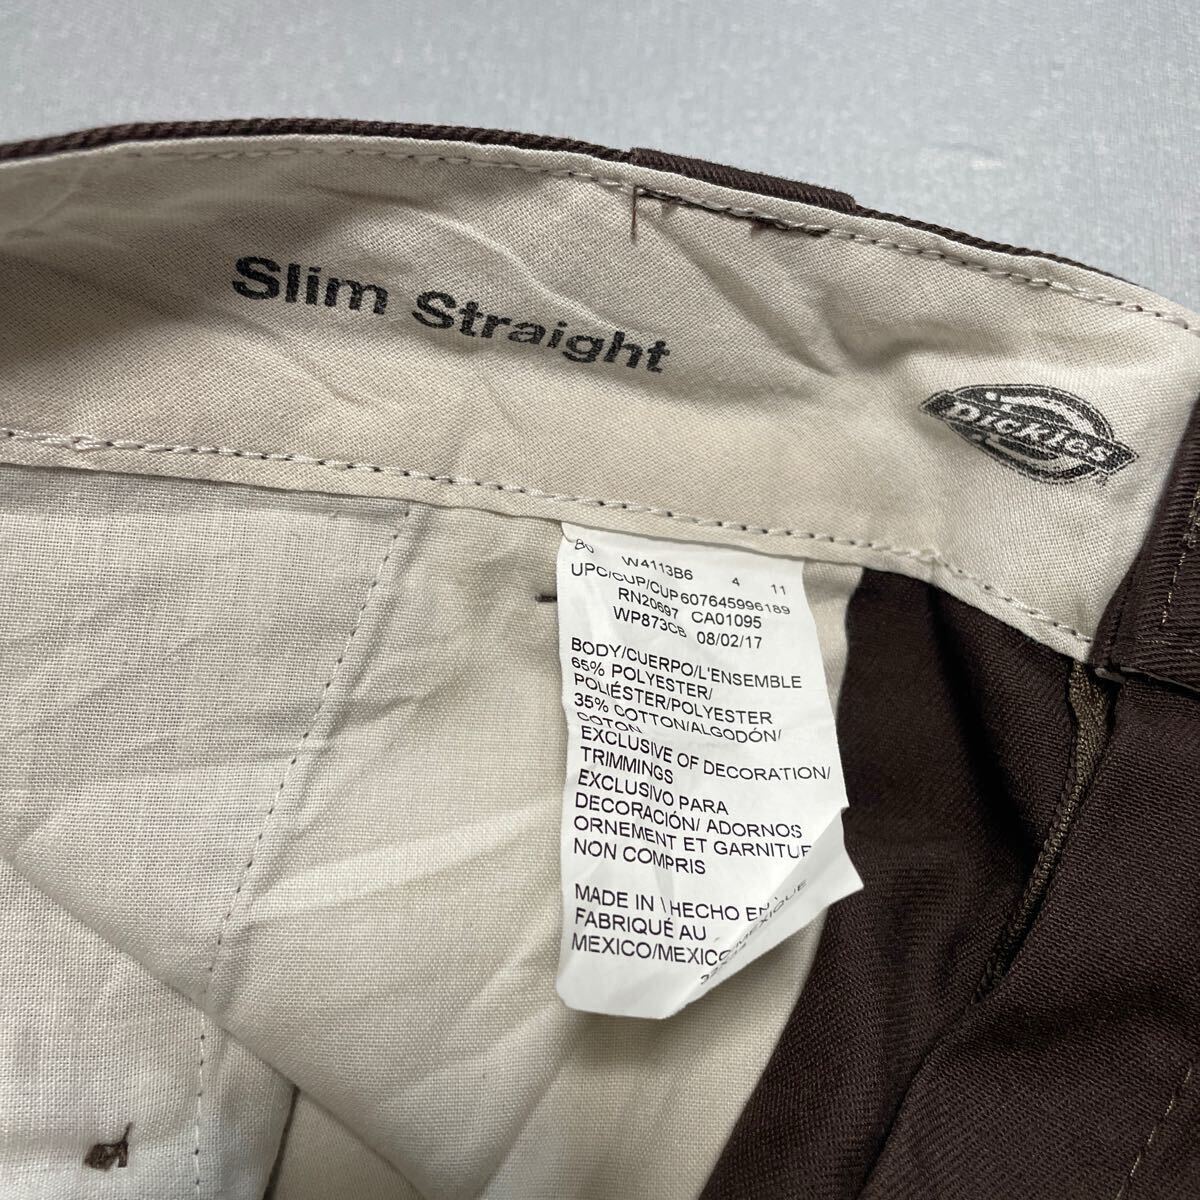 Slim Straight
Dickies
W4113B6 4 11
UPC/CUP/CUP607645996189
RN20697 CA01095
WP873CB 08/02/17
BODY/CUERPO/L'ENSEMBLE
65% POLYESTER/
POLIÉSTER/POLYESTER
35% COTTON/ALGODÓN/
COTON
EXCLUSIVE OF DECORATION/
TRIMMINGS
EXCLUSIVO PARA
DECORACIÓN/ ADORNOS
ORNEMENT ET GARNITUF
NON COMPRIS
MADE IN \HECHO EN
FABRIQUÉ AU
MEXICO/MEXICO